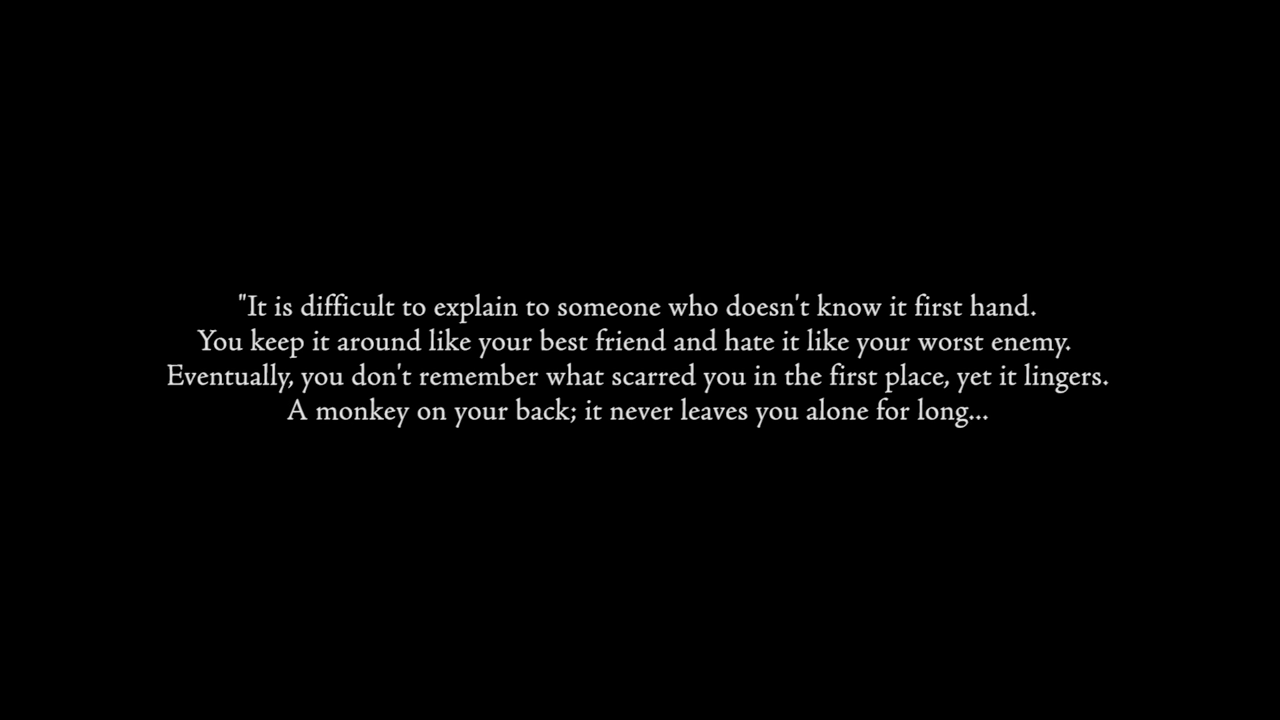 "It is difficult to explain to someone who doesn't know it first hand.
You keep it around like your best friend and hate it like your worst enemy.
Eventually, you don't remember what scarred you in the first place, yet it lingers.
A monkey on your back; it never leaves you alone for long...